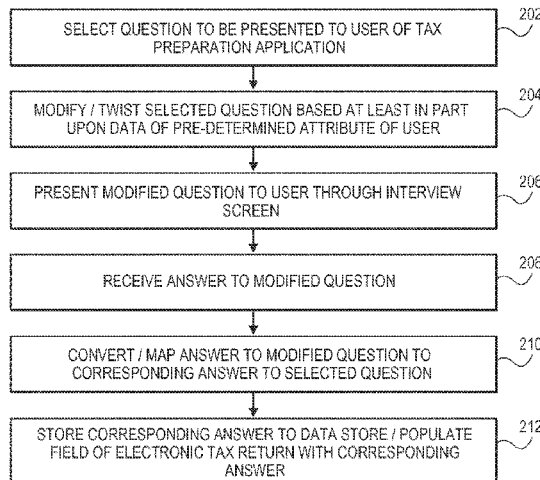 SELECT QUESTION TO BE PRESENTED TO USER OF TAX
PREPARATION APPLICATION
202
MODIFY / TWIST SELECTED QUESTION BASED AT LEAST IN PART
UPON DATA OF PRE-DETERMINED ATTRIBUTE OF USER
204
PRESENT MODIFIED QUESTION TO USER THROUGH INTERVIEW
SCREEN
206
RECEIVE ANSWER TO MODIFIED QUESTION
208
CONVERT / MAP ANSWER TO MODIFIED QUESTION TO
CORRESPONDING ANSWER TO SELECTED QUESTION
210
STORE CORRESPONDING ANSWER TO DATA STORE / POPULATE
FIELD OF ELECTRONIC TAX RETURN WITH CORRESPONDING
ANSWER
212